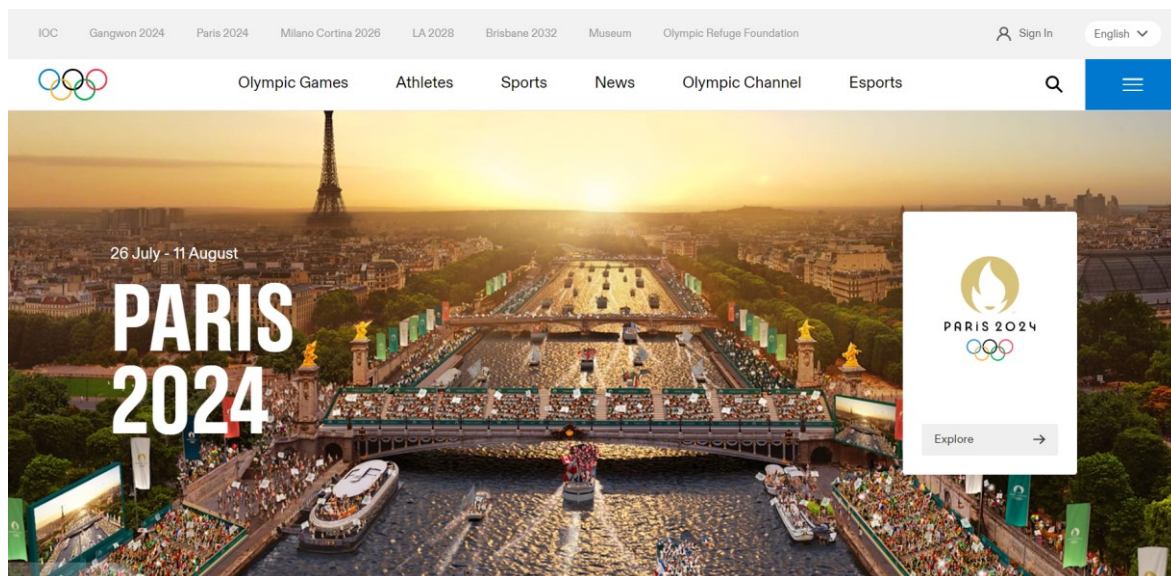 IOC Gangwon 2024 Paris 2024 Milano Cortina 2026 LA 2028 Brisbane 2032 Museum Olympic Refuge Foundation Sign In English
Olympic Games Athletes Sports News Olympic Channel Esports
26 July - 11 August
PARIS
2024
PARIS 2024
Explore